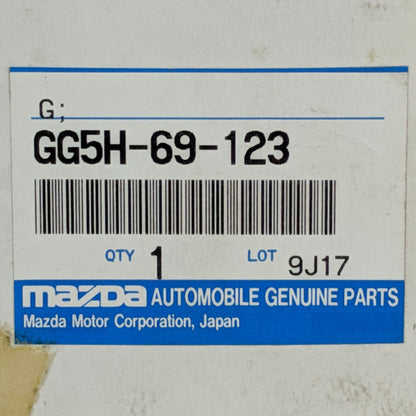 G;
GG5H-69-123
QTY 1 LOT 9J17
mazda AUTOMOBILE GENUINE PARTS
Mazda Motor Corporation, Japan